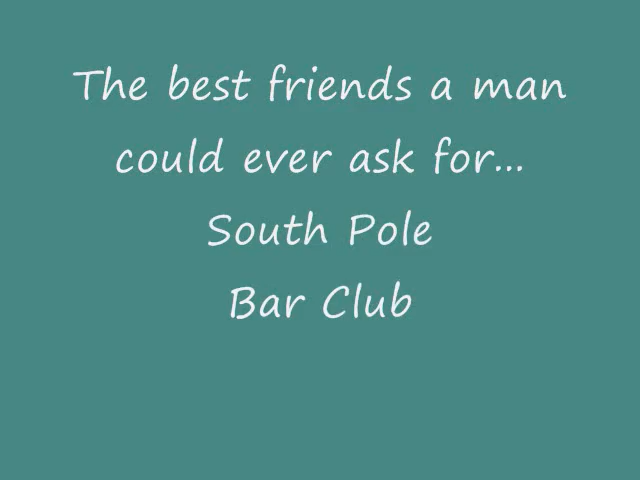 The best friends a man
could ever ask for...
South Pole
Bar Club